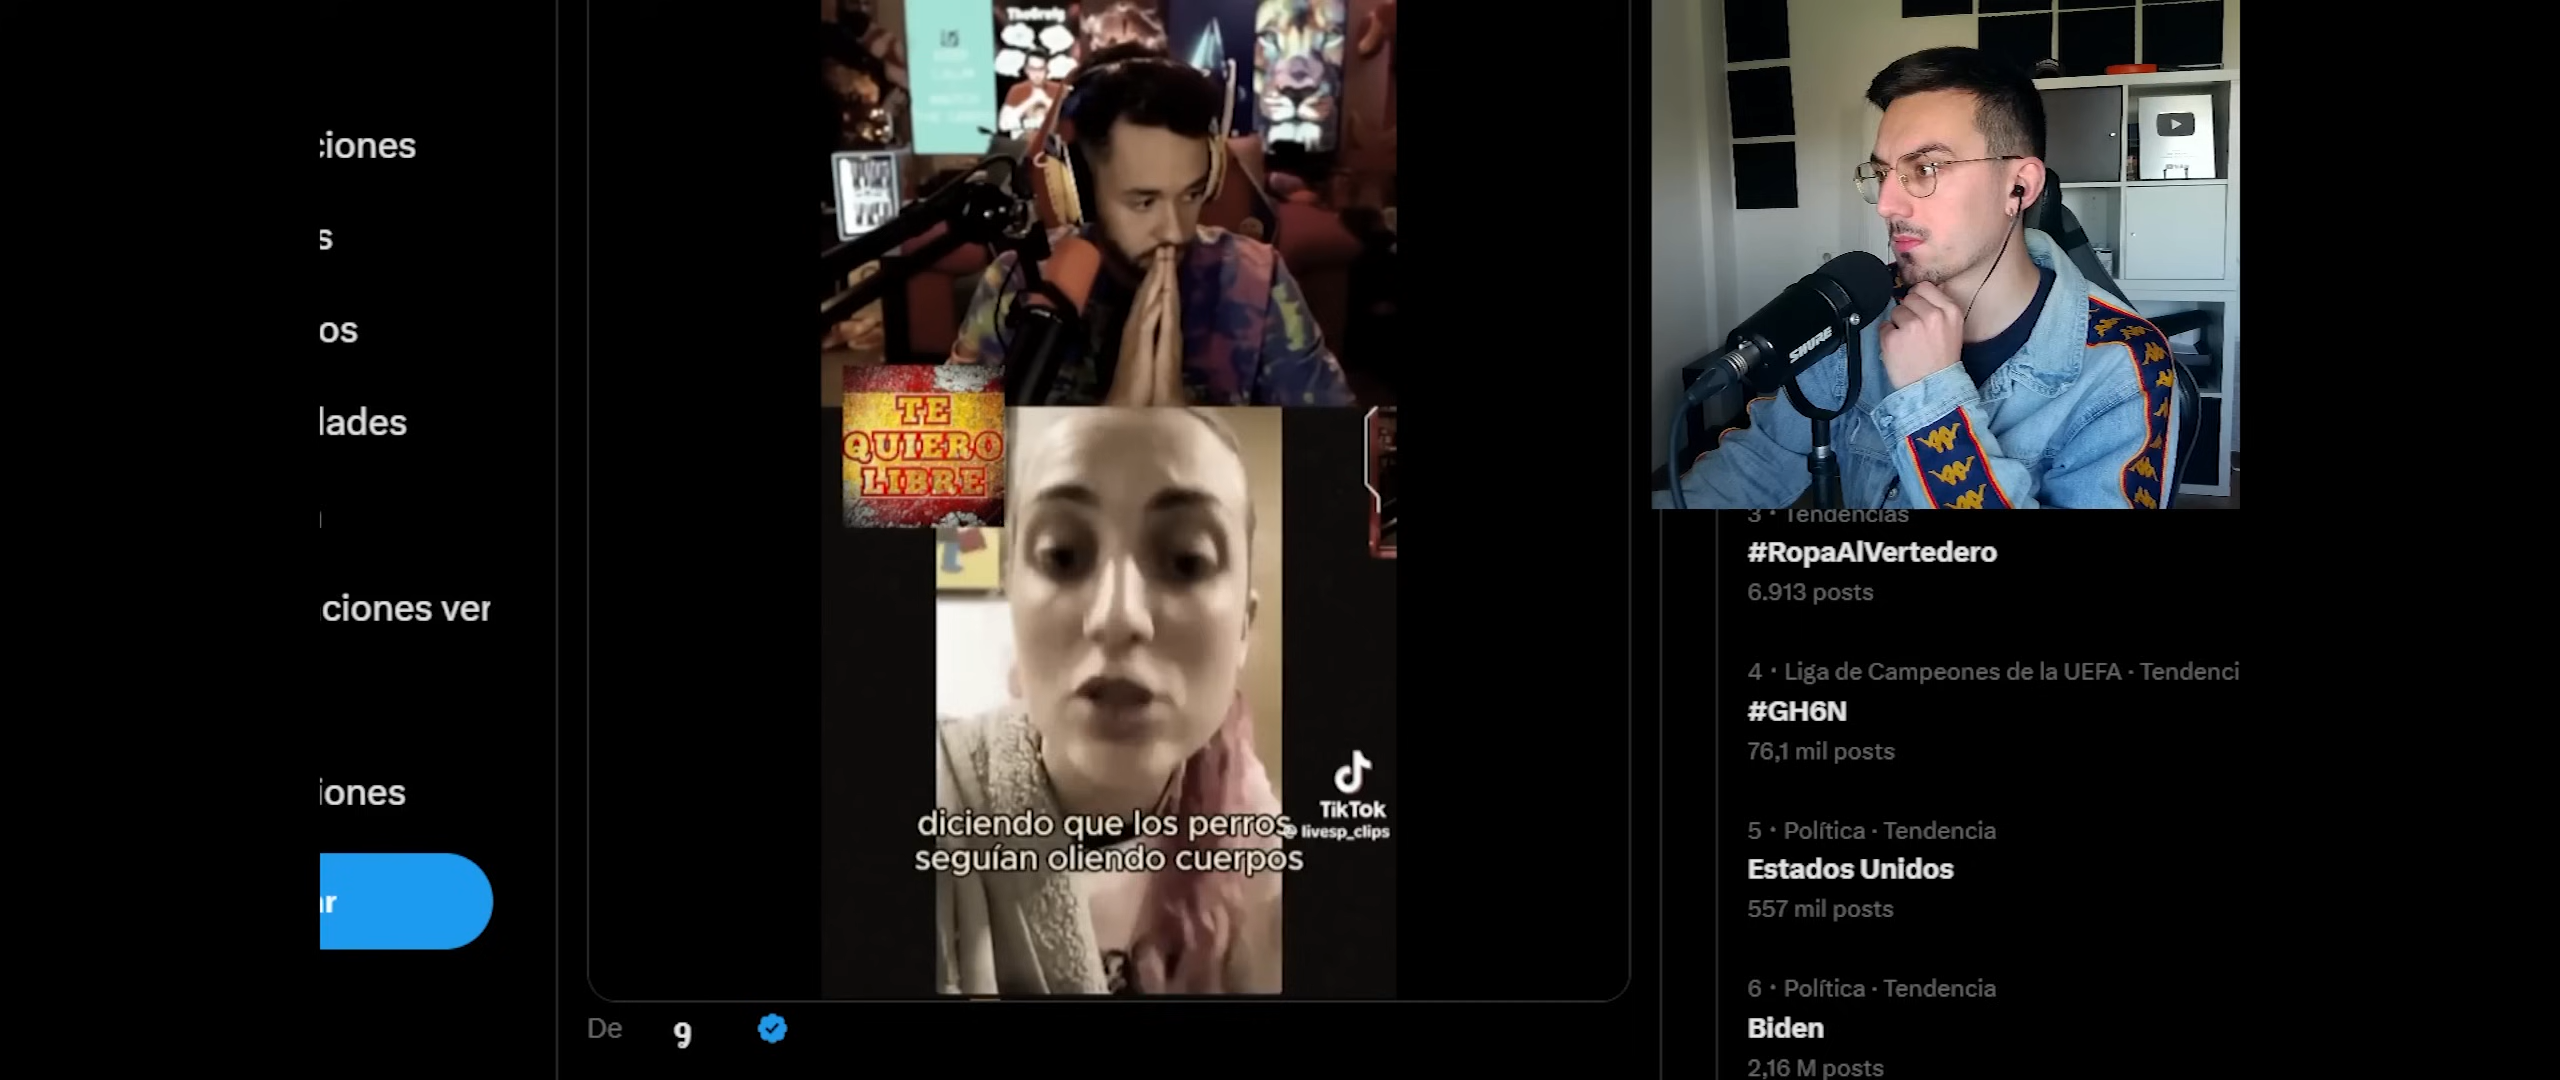 ciones
s
os
lades
ciones ver
iones
ar
TheGrefg
TE
QUIERO
LIBRE
diciendo que los perros
seguían oliendo cuerpos
TikTok
livesp_clips
De 9
SHURE
3 · Tendencias
#RopaAlVertedero
6.913 posts
4 · Liga de Campeones de la UEFA · Tendenci
#GH6N
76,1 mil posts
5 · Política · Tendencia
Estados Unidos
557 mil posts
6 · Política · Tendencia
Biden
2,16 M posts